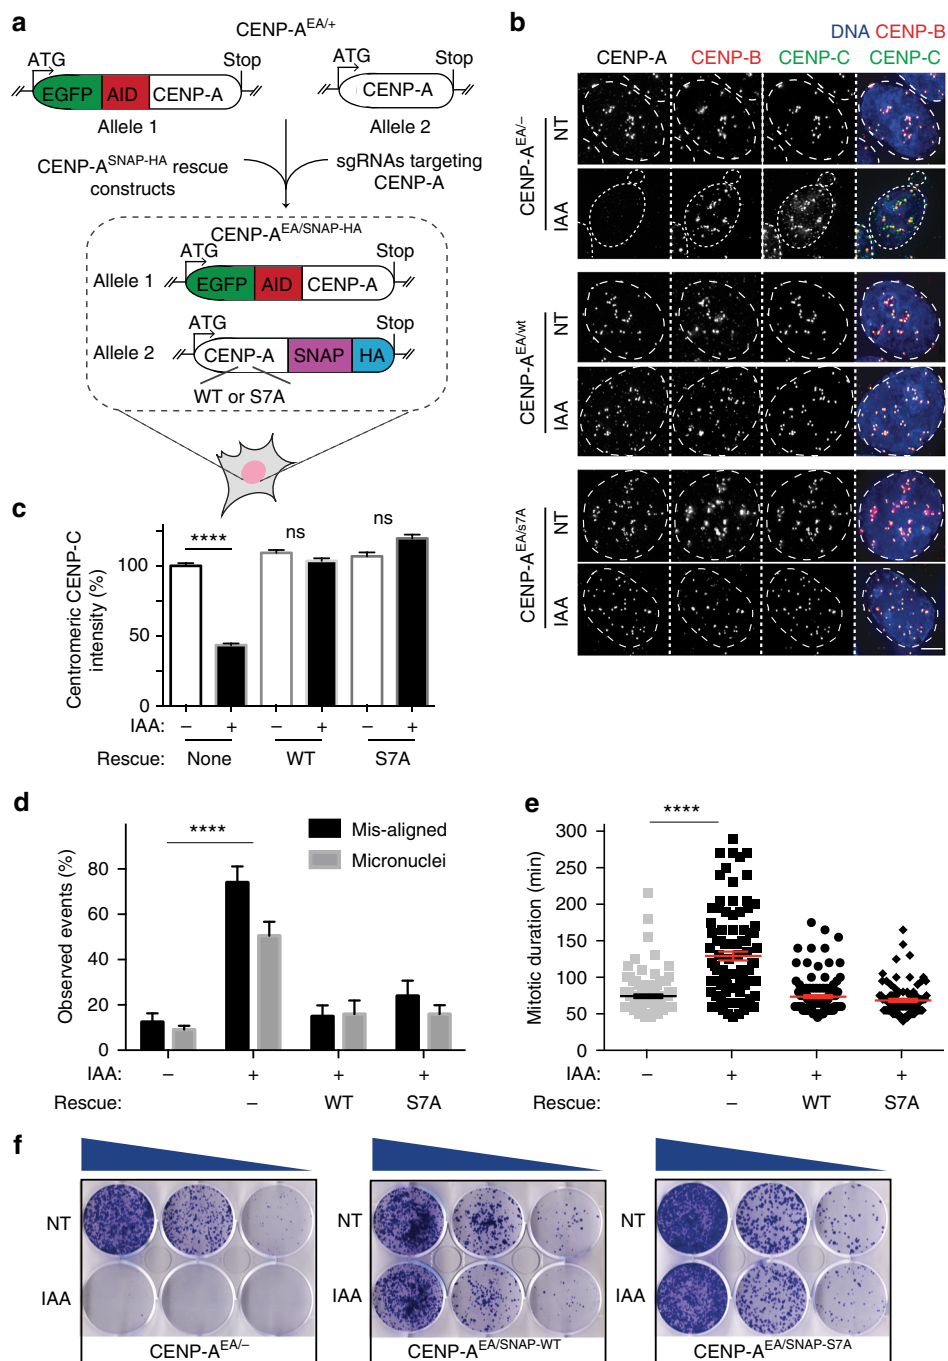 a
CENP-A^EA/+
ATG
Stop
EGFP AID CENP-A
Allele 1
ATG
Stop
CENP-A
Allele 2
CENP-A^SNAP-HA rescue
constructs
sgRNAs targeting
CENP-A
CENP-A^EA/SNAP-HA
Allele 1
ATG
Stop
EGFP AID CENP-A
Allele 2
ATG
Stop
CENP-A SNAP HA
WT or S7A
b
DNA CENP-B
CENP-A CENP-B CENP-C CENP-C
CENP-A^EA/–
NT
IAA
CENP-A^EA/wt
NT
IAA
CENP-A^EA/s7A
NT
IAA
c
Centromeric CENP-C
intensity (%)
100
50
0
****
ns
ns
IAA: – + – + – +
Rescue: None WT S7A
d
Observed events (%)
80
60
40
20
0
****
Mis-aligned
Micronuclei
IAA: – + + +
Rescue: – WT S7A
e
Mitotic duration (min)
300
250
200
150
100
50
0
****
IAA: – + + +
Rescue: – WT S7A
f
NT
IAA
CENP-A^EA/–
NT
IAA
CENP-A^EA/SNAP-WT
NT
IAA
CENP-A^EA/SNAP-S7A